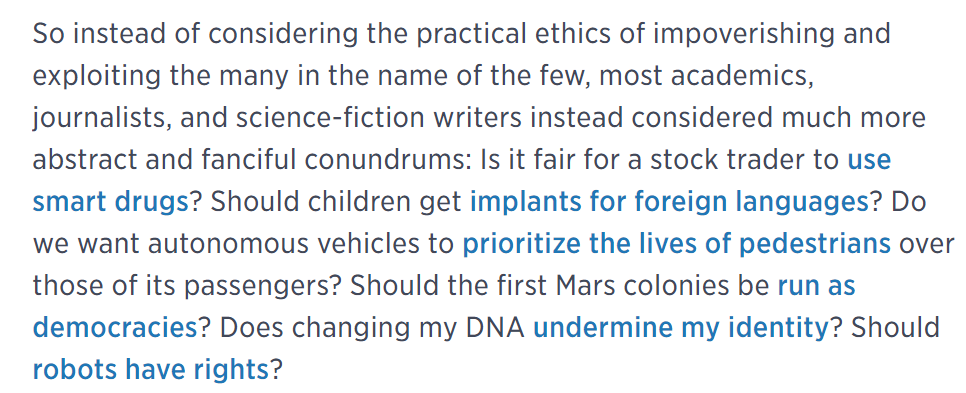 So instead of considering the practical ethics of impoverishing and
exploiting the many in the name of the few, most academics,
journalists, and science-fiction writers instead considered much more
abstract and fanciful conundrums: Is it fair for a stock trader to use
smart drugs? Should children get implants for foreign languages? Do
we want autonomous vehicles to prioritize the lives of pedestrians over
those of its passengers? Should the first Mars colonies be run as
democracies? Does changing my DNA undermine my identity? Should
robots have rights?